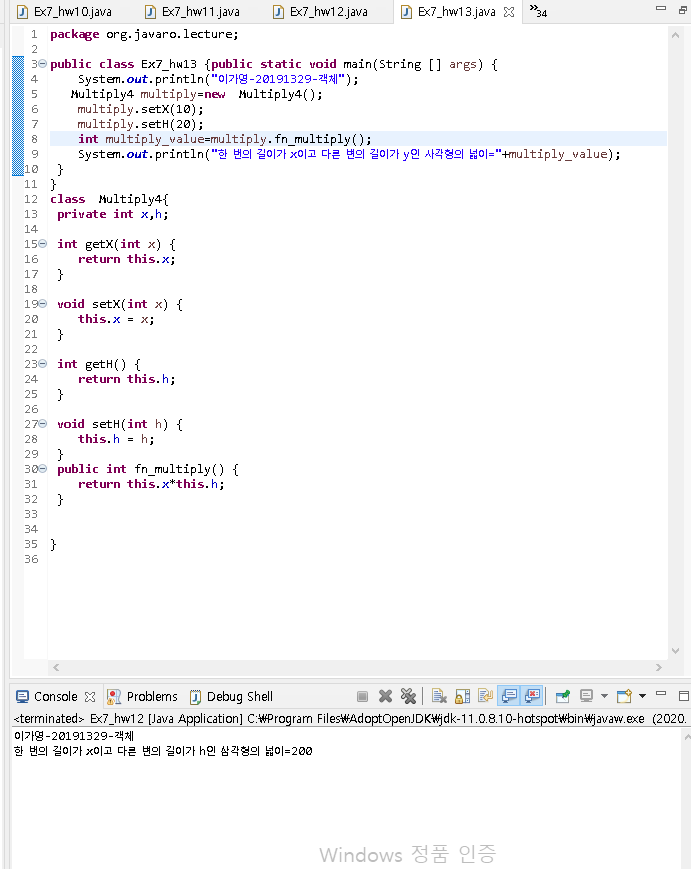 Ex7_hw10.java Ex7_hw11.java Ex7_hw12.java Ex7_hw13.java »34
1 package org.javaro.lecture;
2
3 public class Ex7_hw13 {public static void main(String [] args) {
4 System.out.println("이가영-20191329-객체");
5 Multiply4 multiply=new  Multiply4();
6 multiply.setX(10);
7 multiply.setH(20);
8 int multiply_value=multiply.fn_multiply();
9 System.out.println("한 변의 길이가 x이고 다른 변의 길이가 y인 사각형의 넓이="+multiply_value);
10 }
11 }
12 class  Multiply4{
13 private int x,h;
14
15 int getX(int x) {
16 return this.x;
17 }
18
19 void setX(int x) {
20 this.x = x;
21 }
22
23 int getH() {
24 return this.h;
25 }
26
27 void setH(int h) {
28 this.h = h;
29 }
30 public int fn_multiply() {
31 return this.x*this.h;
32 }
33
34
35 }
36
Console Problems Debug Shell
<terminated> Ex7_hw12 [Java Application] C:₩Program Files₩AdoptOpenJDK₩jdk-11.0.8.10-hotspot₩bin₩javaw.exe (2020.
이가영-20191329-객체
한 변의 길이가 x이고 다른 변의 길이가 h인 삼각형의 넓이=200
Windows 정품 인증